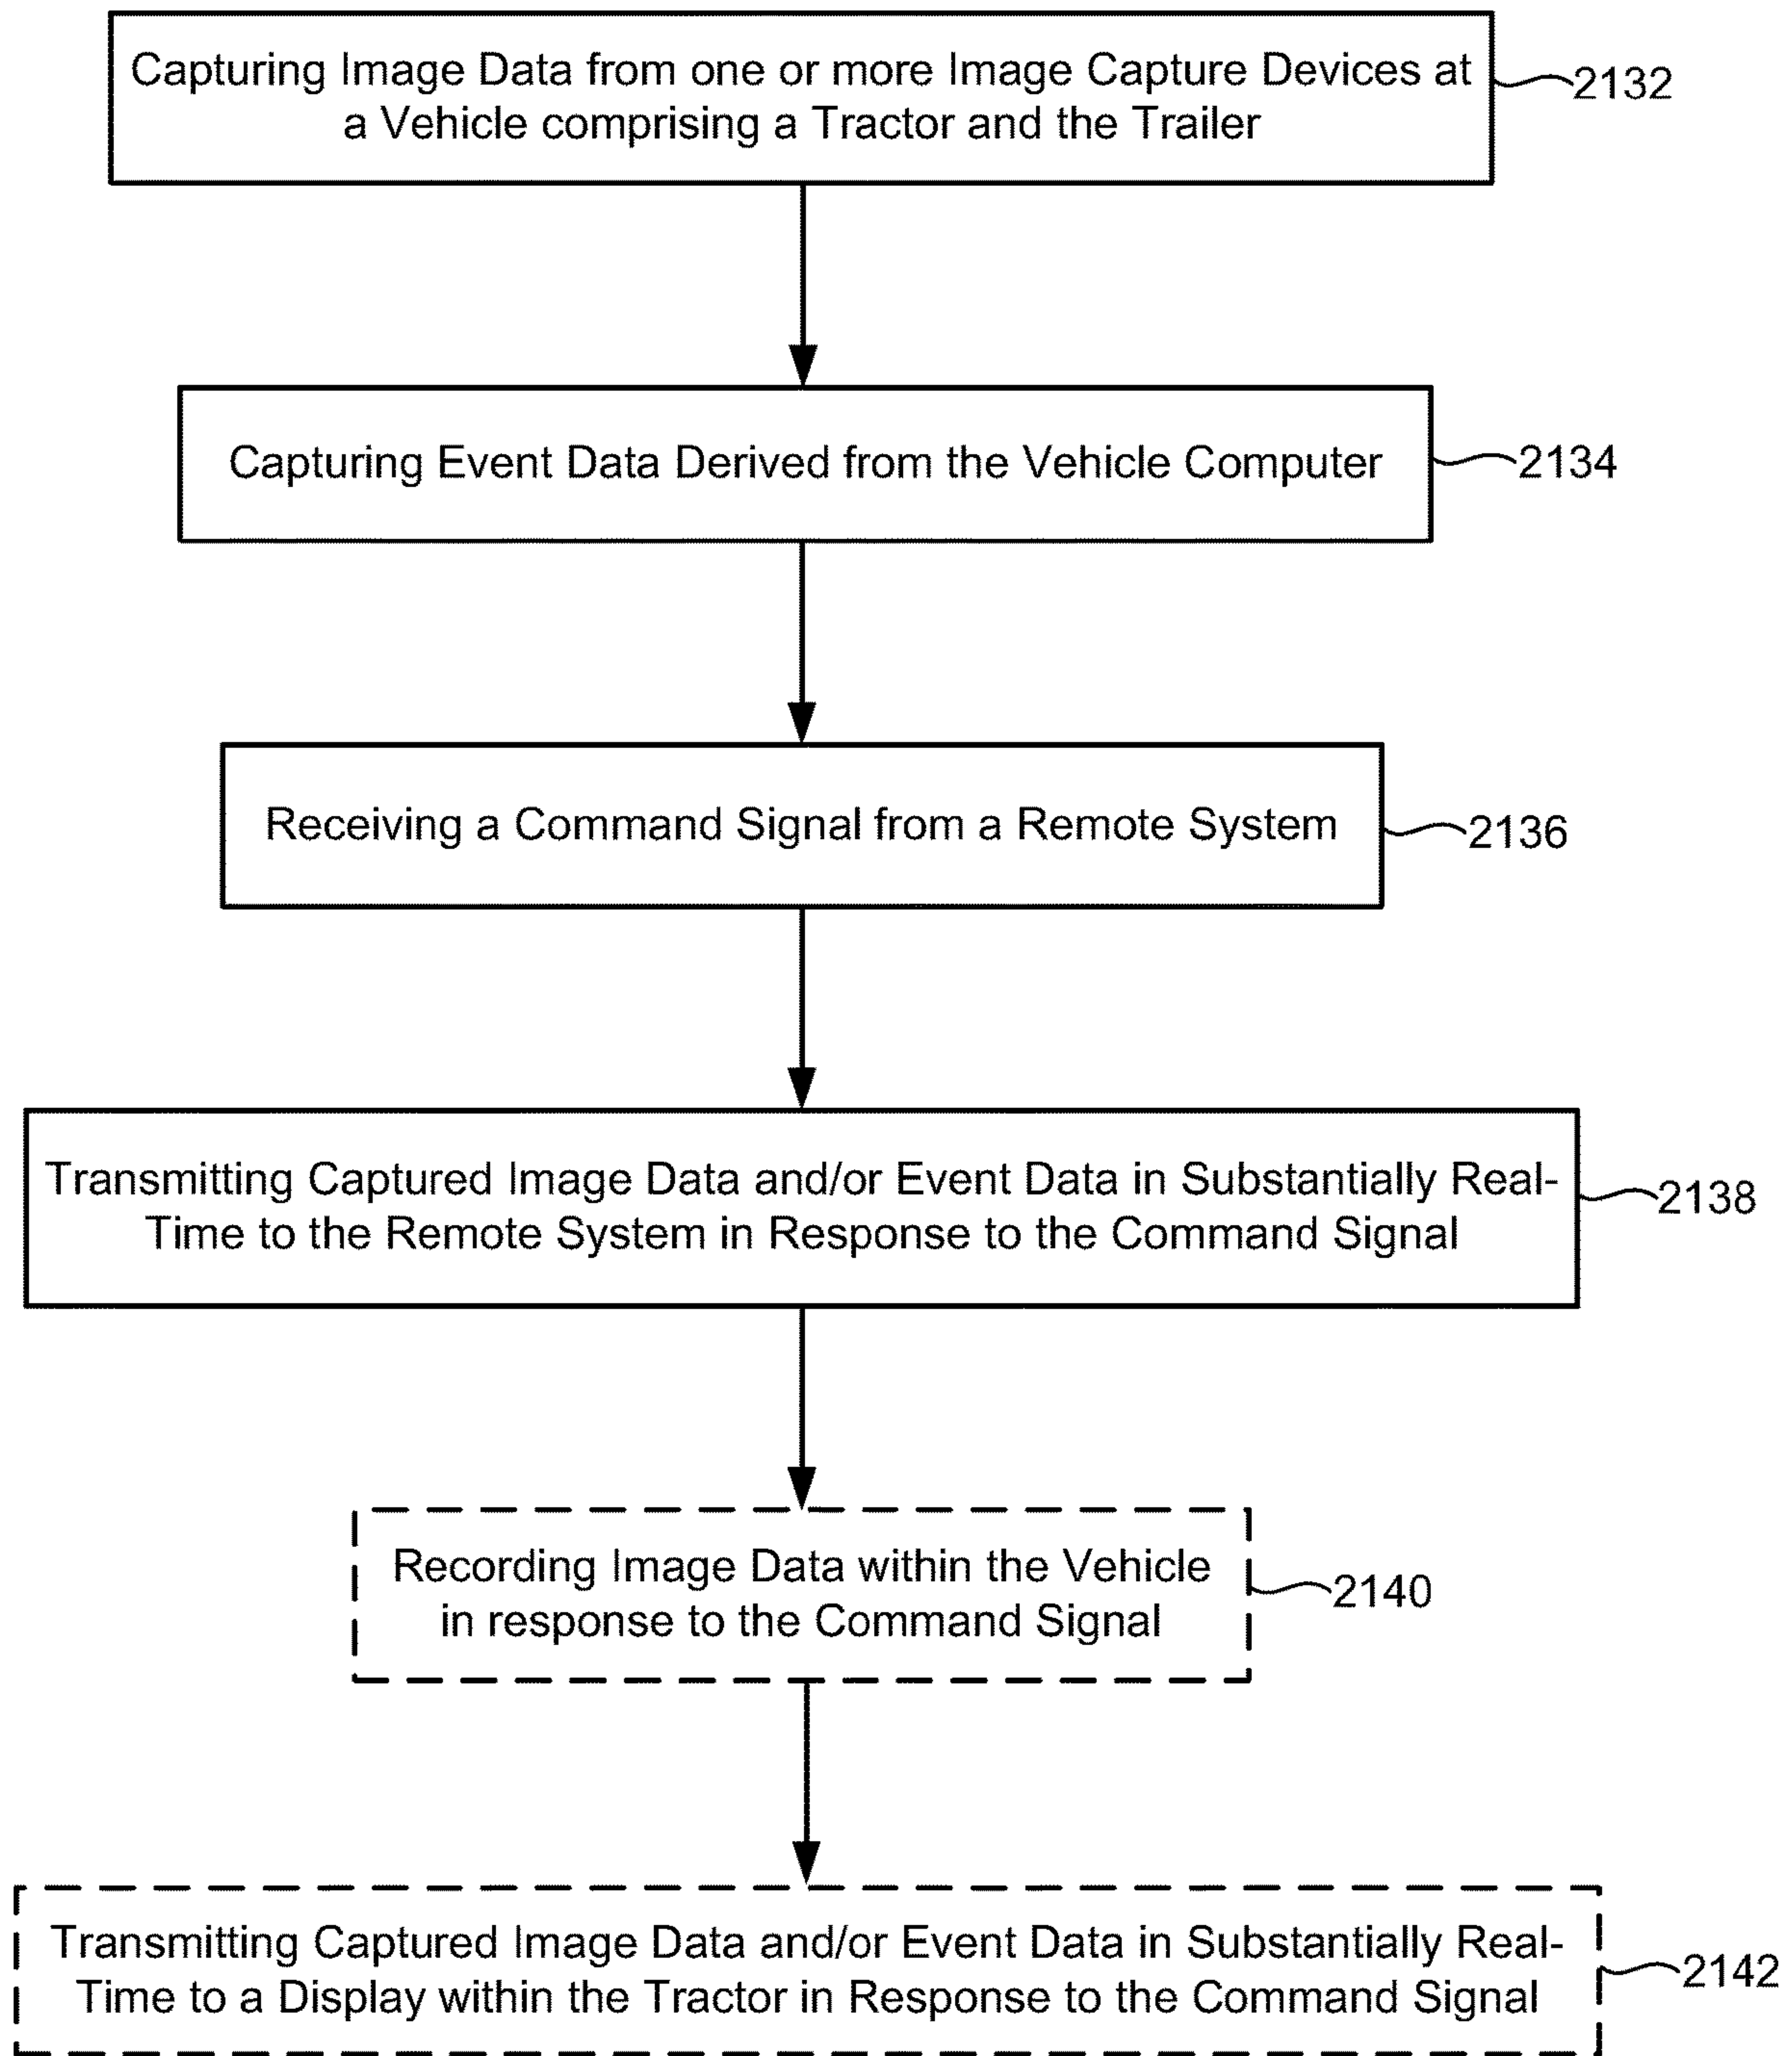 Capturing Image Data from one or more Image Capture Devices at
a Vehicle comprising a Tractor and the Trailer
2132
Capturing Event Data Derived from the Vehicle Computer
2134
Receiving a Command Signal from a Remote System
2136
Transmitting Captured Image Data and/or Event Data in Substantially Real-
Time to the Remote System in Response to the Command Signal
2138
Recording Image Data within the Vehicle
in response to the Command Signal
2140
Transmitting Captured Image Data and/or Event Data in Substantially Real-
Time to a Display within the Tractor in Response to the Command Signal
2142